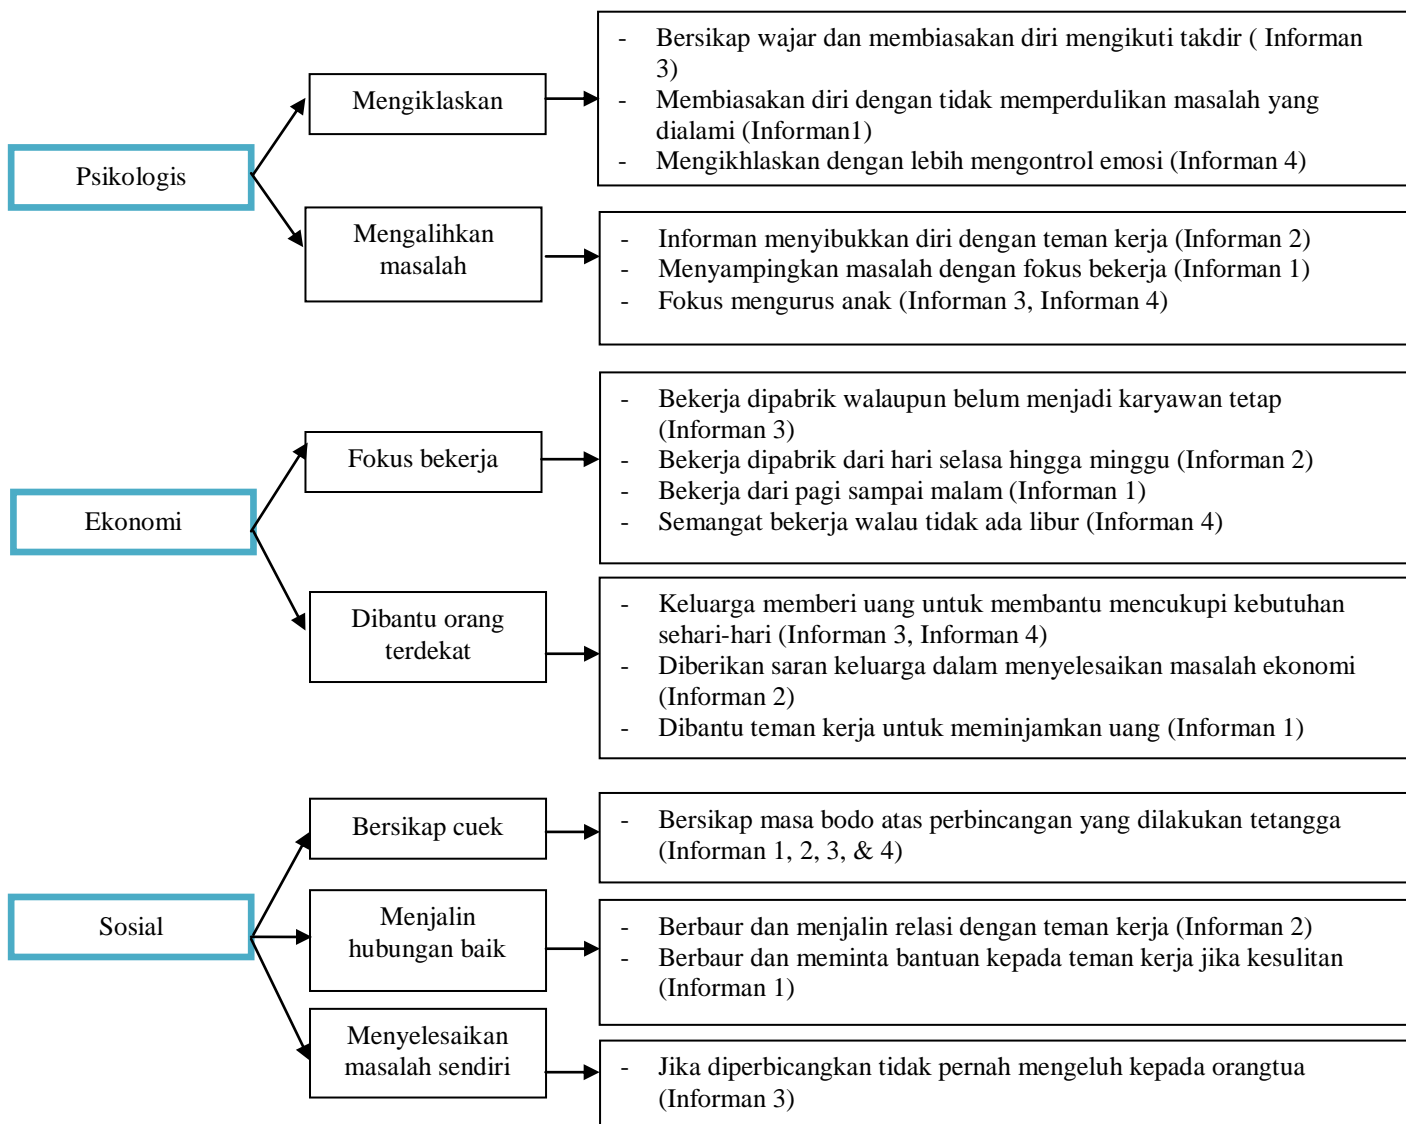 Psikologis
Mengiklaskan
- Bersikap wajar dan membiasakan diri mengikuti takdir ( Informan
3)
- Membiasakan diri dengan tidak memperdulikan masalah yang
dialami (Informan1)
- Mengikhlaskan dengan lebih mengontrol emosi (Informan 4)
Mengalihkan
masalah
- Informan menyibukkan diri dengan teman kerja (Informan 2)
- Menyampingkan masalah dengan fokus bekerja (Informan 1)
- Fokus mengurus anak (Informan 3, Informan 4)
Ekonomi
Fokus bekerja
- Bekerja dipabrik walaupun belum menjadi karyawan tetap
(Informan 3)
- Bekerja dipabrik dari hari selasa hingga minggu (Informan 2)
- Bekerja dari pagi sampai malam (Informan 1)
- Semangat bekerja walau tidak ada libur (Informan 4)
Dibantu orang
terdekat
- Keluarga memberi uang untuk membantu mencukupi kebutuhan
sehari-hari (Informan 3, Informan 4)
- Diberikan saran keluarga dalam menyelesaikan masalah ekonomi
(Informan 2)
- Dibantu teman kerja untuk meminjamkan uang (Informan 1)
Sosial
Bersikap cuek
- Bersikap masa bodo atas perbincangan yang dilakukan tetangga
(Informan 1, 2, 3, & 4)
Menjalin
hubungan baik
- Berbaur dan menjalin relasi dengan teman kerja (Informan 2)
- Berbaur dan meminta bantuan kepada teman kerja jika kesulitan
(Informan 1)
Menyelesaikan
masalah sendiri
- Jika diperbicangkan tidak pernah mengeluh kepada orangtua
(Informan 3)